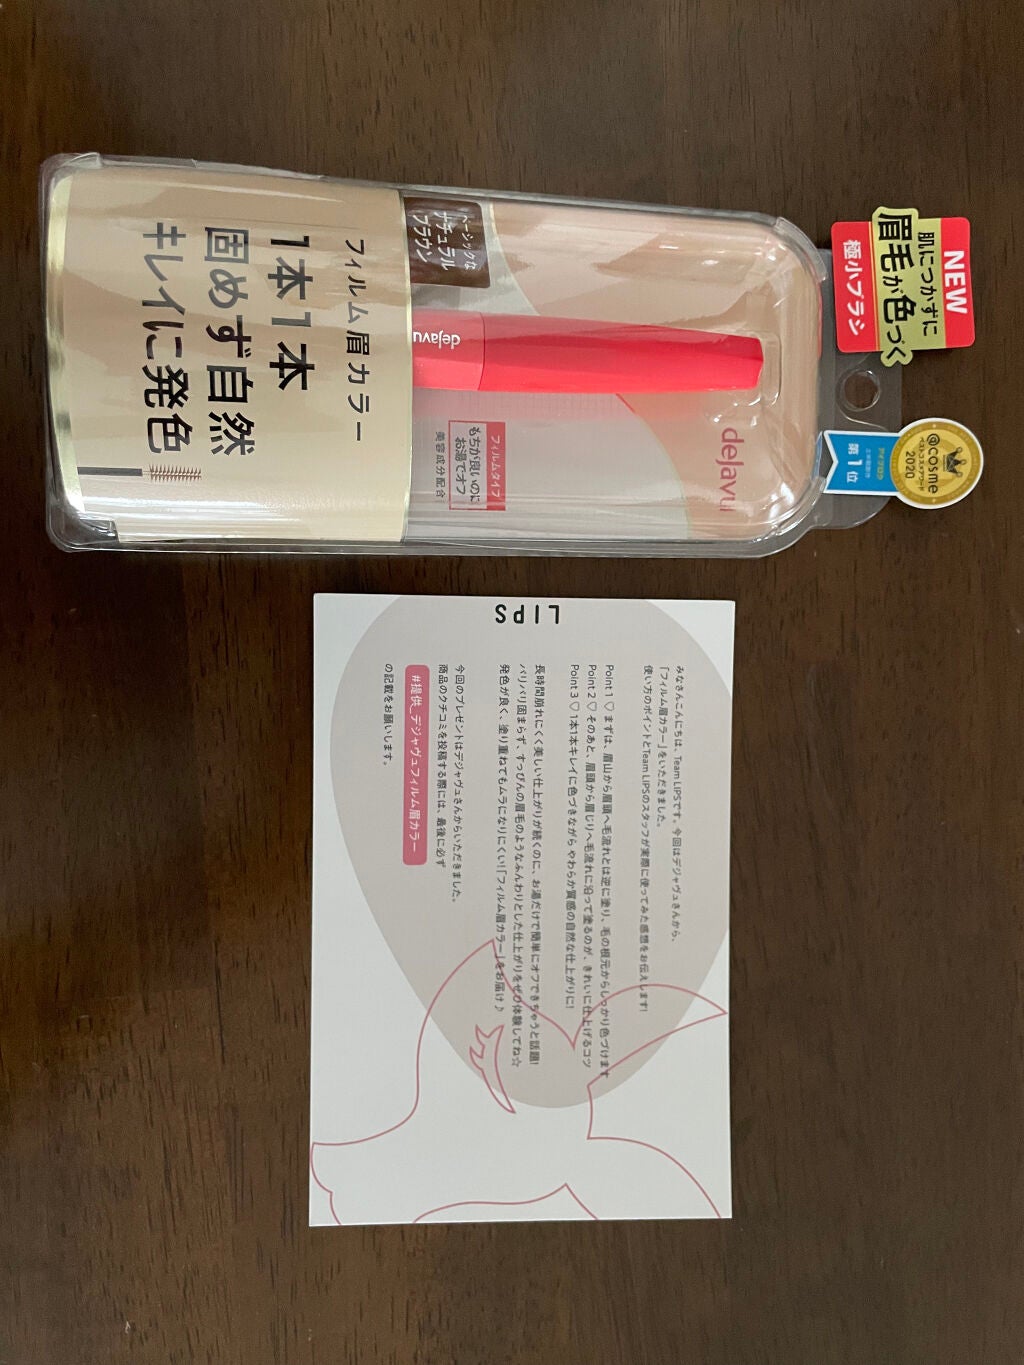 NEW
肌につかずに
眉毛が色づく
極小ブラシ
@cosme
ベストコスメアワード
2020
アイブロウ
第1位
dejavu
フィルムタイプ
もちが良いのに
お湯でオフ
美容成分配合
dejavu
ベーシックな
ナチュラル
ブラウン
フィルム眉カラー
1本1本
固めず自然
キレイに発色
LIPS
みなさんこんにちは、Team LIPSです。今回はデジャヴュさんから、
「フィルム眉カラー」をいただきました。
使い方のポイントとTeam LIPSのスタッフが実際に使ってみた感想をお伝えします!
Point 1 ♡ まずは、眉山から眉頭へ毛流れとは逆に塗り、毛の根元からしっかり色づけます
Point 2 ♡ そのあと、眉頭から眉じりへ毛流れに沿って塗るのが、きれいに仕上げるコツ
Point 3 ♡ 1本1本キレイに色づきながら やわらか質感の自然な仕上がりに!
長時間崩れにくく美しい仕上がりが続くのに、お湯だけで簡単にオフできちゃうと話題!
パリパリ固まらず、すっぴんの眉毛のようなふんわりとした仕上がりをぜひ体験してね☆
発色が良く、塗り重ねてもムラになりにくい!「フィルム眉カラー」をお届け♪
今回のプレゼントはデジャヴュさんからいただきました。
商品のクチコミを投稿する際には、最後に必ず
#提供_デジャヴュフィルム眉カラー
の記載をお願いします。